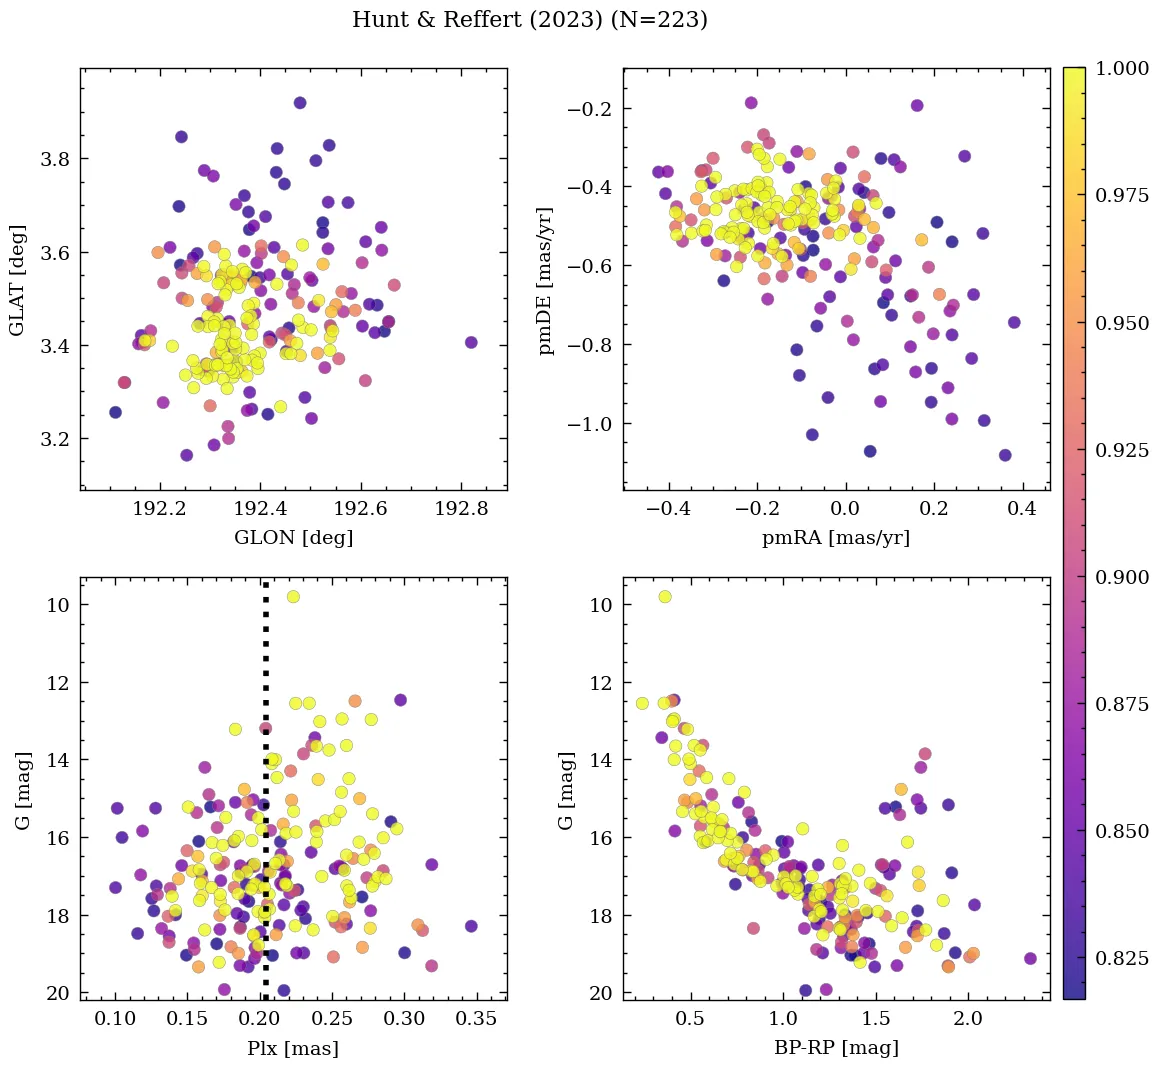 Hunt & Reffert (2023) (N=223)
GLAT [deg]
3.8
3.6
3.4
3.2
192.2 192.4 192.6 192.8
GLON [deg]
pmDE [mas/yr]
−0.2
−0.4
−0.6
−0.8
−1.0
−0.4 −0.2 0.0 0.2 0.4
pmRA [mas/yr]
1.000
0.975
0.950
0.925
0.900
0.875
0.850
0.825
G [mag]
10
12
14
16
18
20
0.10 0.15 0.20 0.25 0.30 0.35
Plx [mas]
G [mag]
10
12
14
16
18
20
0.5 1.0 1.5 2.0
BP-RP [mag]